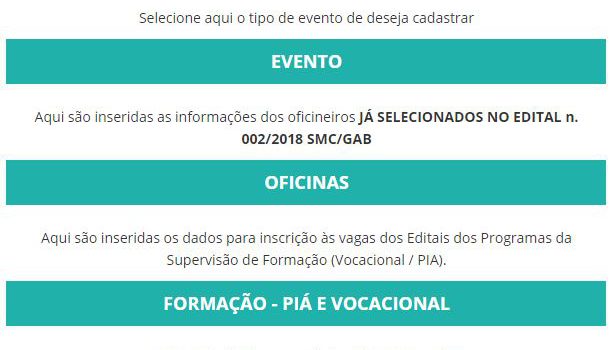 Selecione aqui o tipo de evento de deseja cadastrar
EVENTO
Aqui são inseridas as informações dos oficineiros JÁ SELECIONADOS NO EDITAL n.
002/2018 SMC/GAB
OFICINAS
Aqui são inseridas os dados para inscrição às vagas dos Editais dos Programas da
Supervisão de Formação (Vocacional / PIA).
FORMAÇÃO - PIÁ E VOCACIONAL